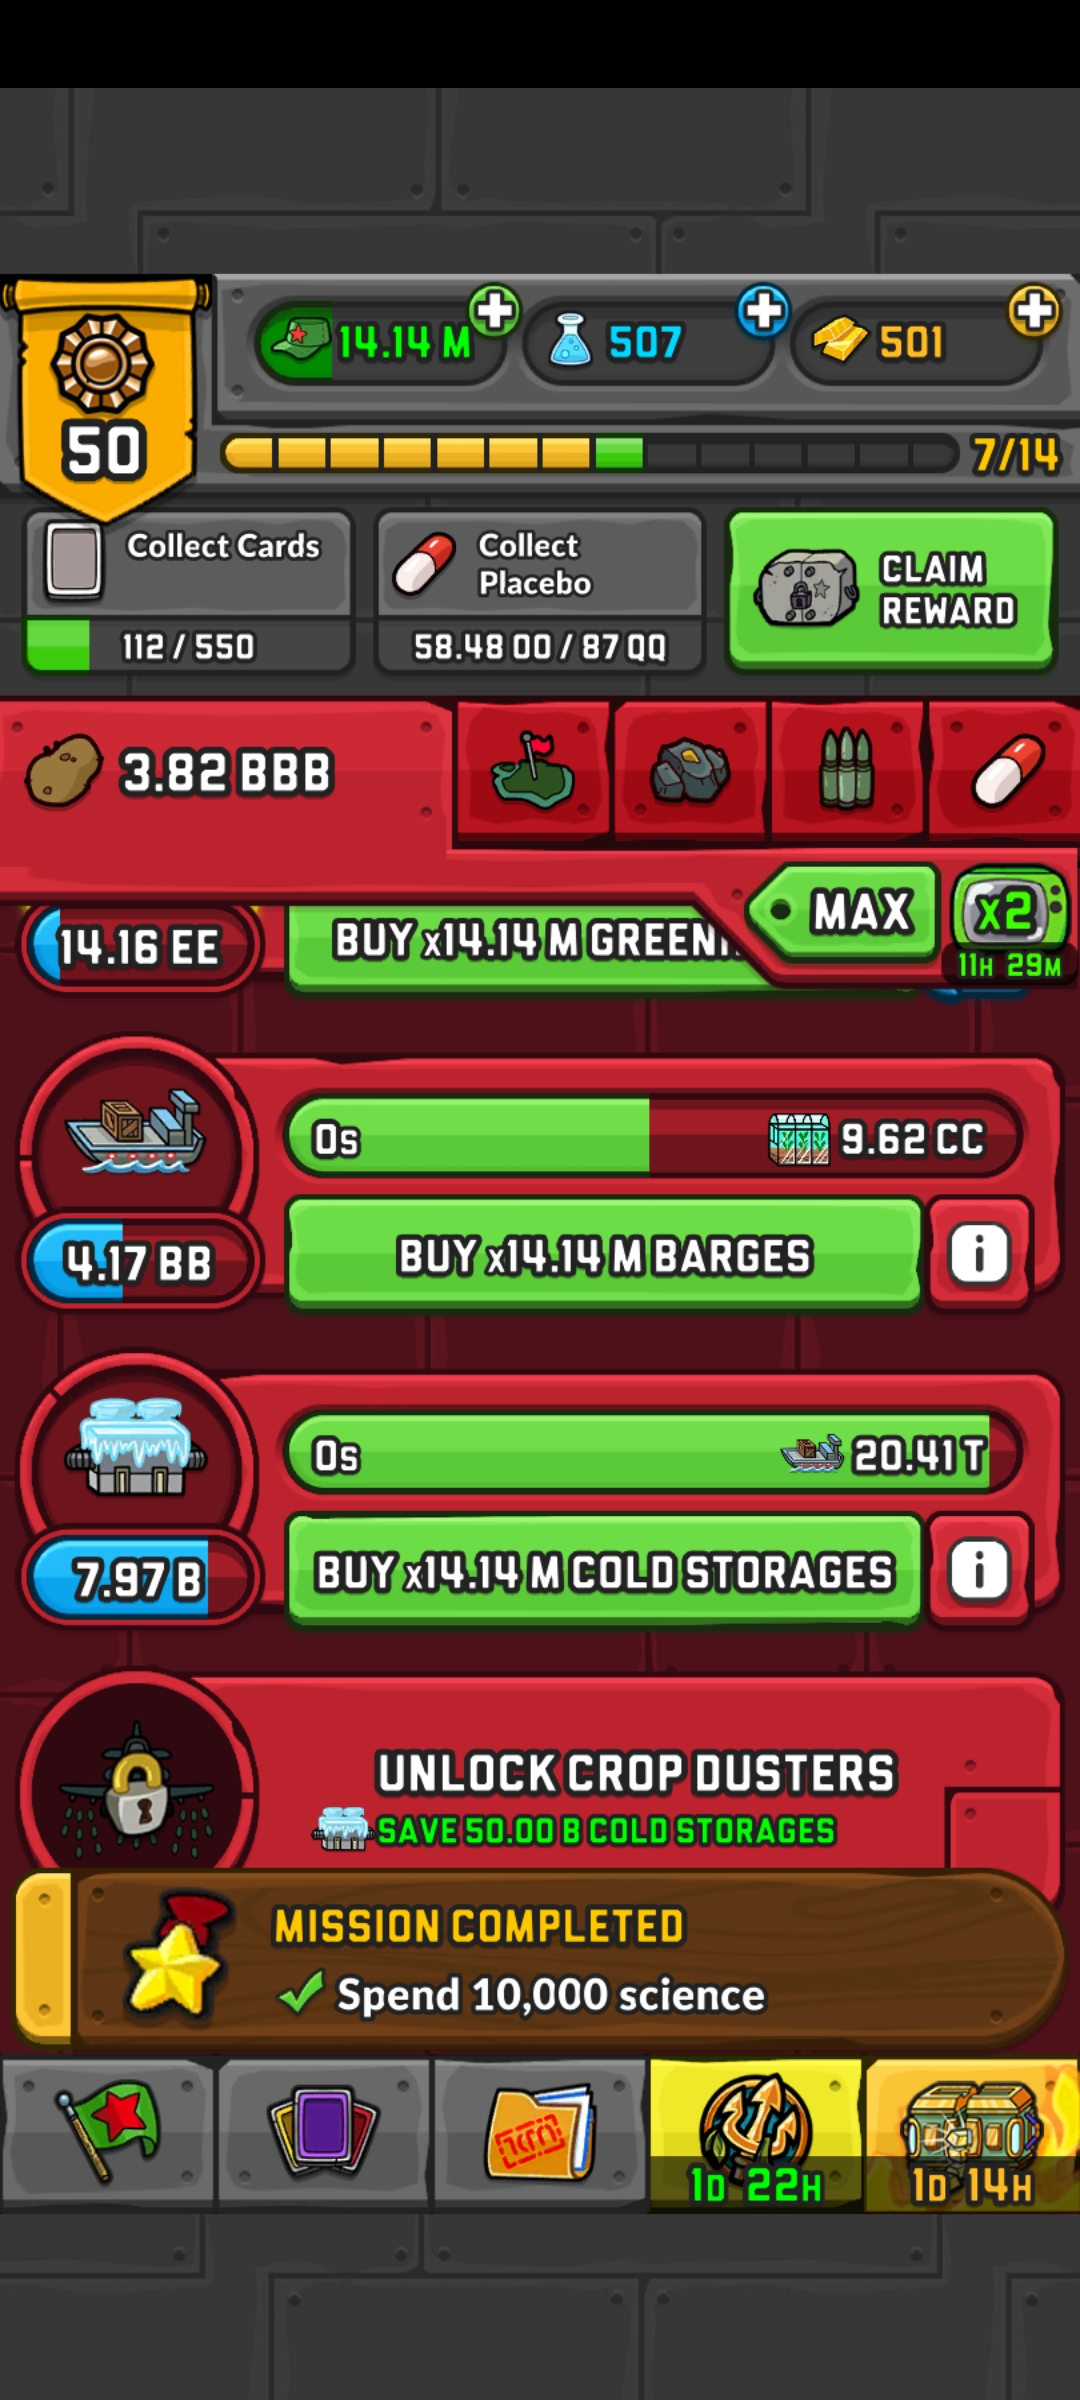 14.14 M
507
501
50
7/14
Collect Cards
112 / 550
Collect
Placebo
58.48 OO / 87 QQ
CLAIM
REWARD
3.82 BBB
MAX
x2
11H 29M
14.16 EE
BUY x14.14 M GREENH
0s
9.62 CC
4.17 BB
BUY x14.14 M BARGES
i
0s
20.41 T
7.97 B
BUY x14.14 M COLD STORAGES
i
UNLOCK CROP DUSTERS
SAVE 50.00 B COLD STORAGES
MISSION COMPLETED
Spend 10,000 science
1D 22H
1D 14H